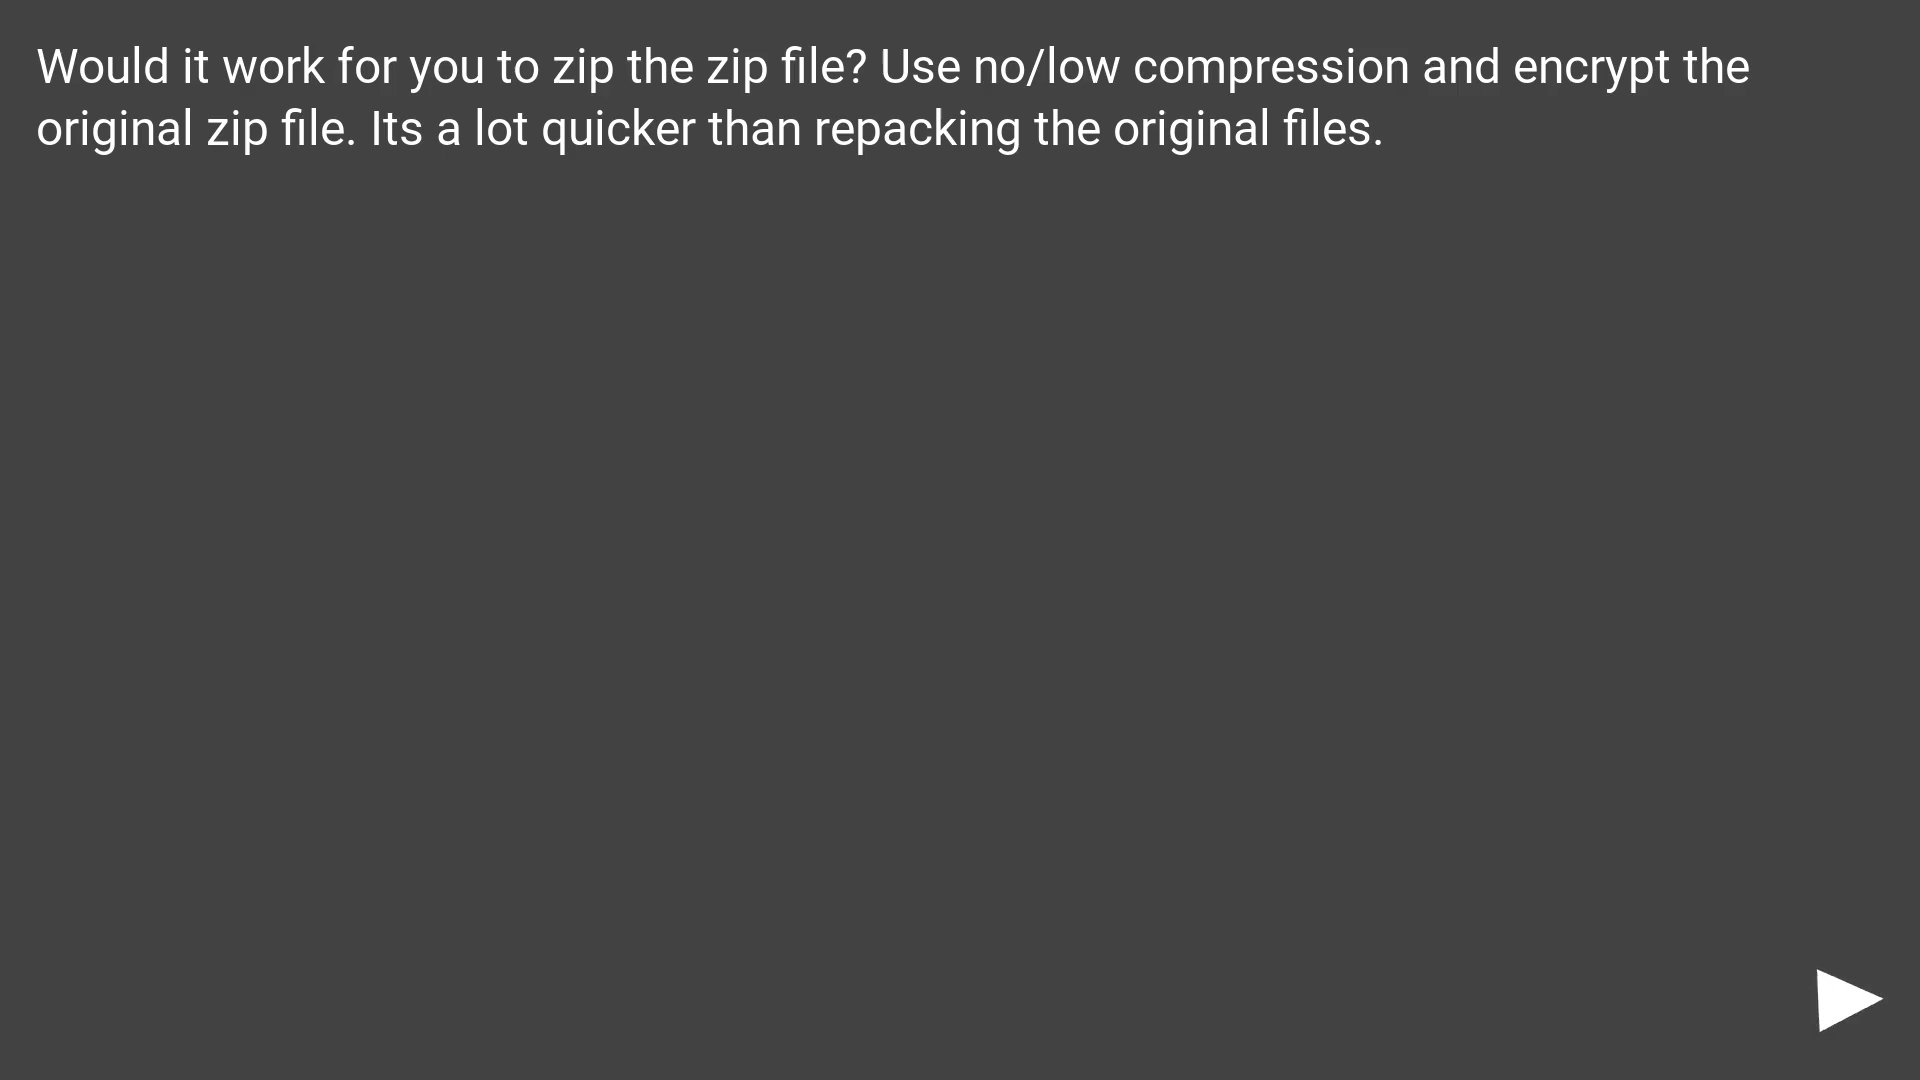 Would it work for you to zip the zip file? Use no/low compression and encrypt the
original zip file. Its a lot quicker than repacking the original files.